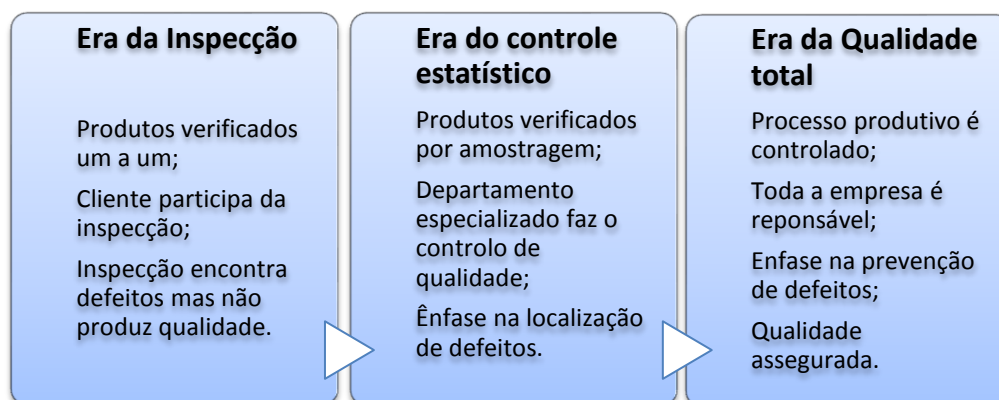 Era da Inspecção
Produtos verificados
um a um;
Cliente participa da
inspecção;
Inspecção encontra
defeitos mas não
produz qualidade.
Era do controle
estatístico
Produtos verificados
por amostragem;
Departamento
especializado faz o
controlo de
qualidade;
Ênfase na localização
de defeitos.
Era da Qualidade
total
Processo produtivo é
controlado;
Toda a empresa é
reponsável;
Enfase na prevenção
de defeitos;
Qualidade
assegurada.